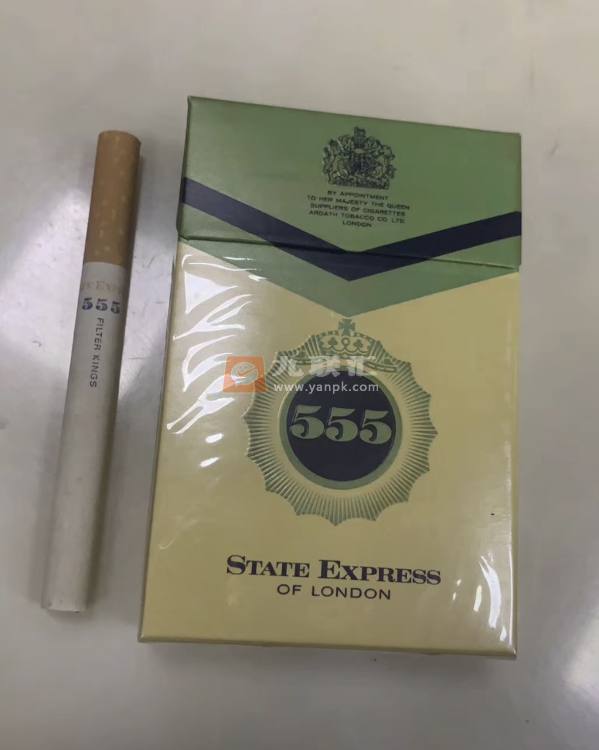 BY APPOINTMENT
TO HER MAJESTY THE QUEEN
SUPPLIERS OF CIGARETTES
ARDATH TOBACCO CO LTD
LONDON
555
STATE EXPRESS
OF LONDON
555
FILTER KINGS
www.yanpk.com